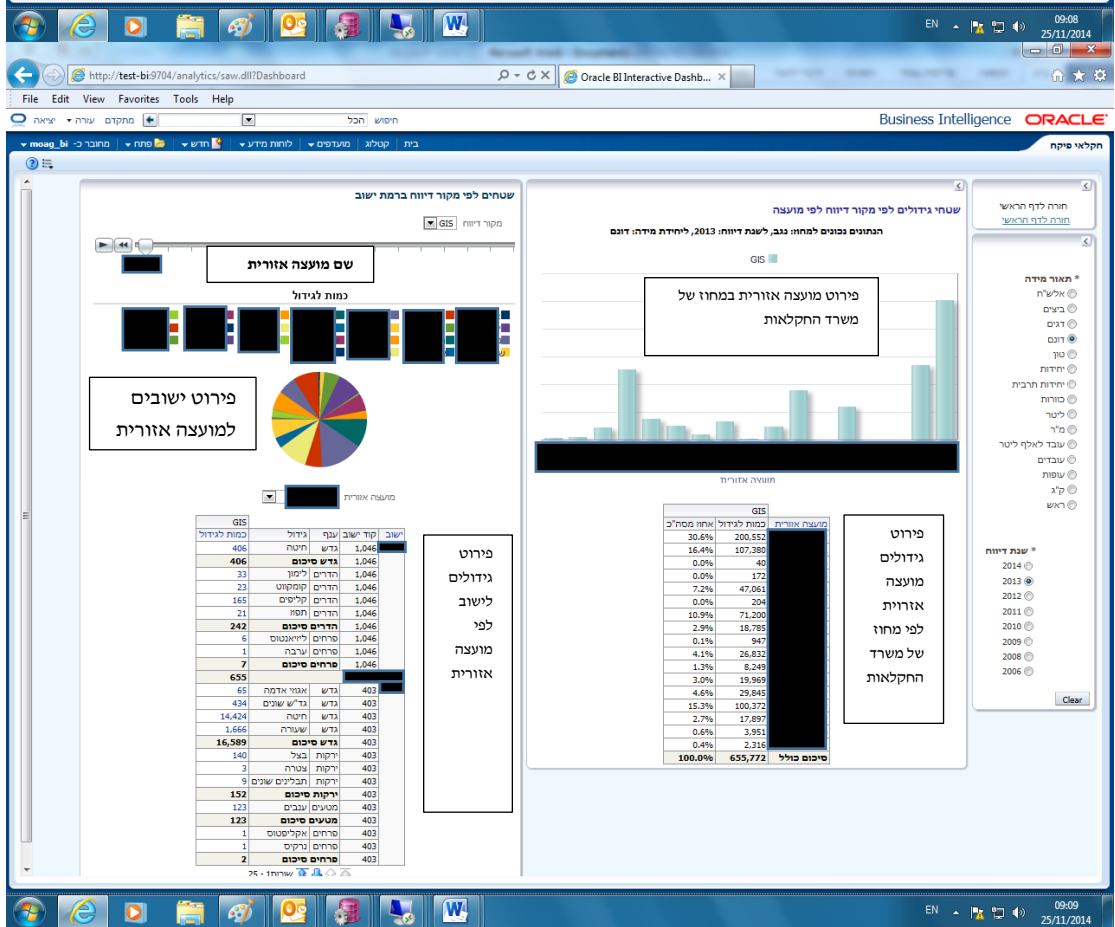 EN
09:08
25/11/2014
http://test-bi:9704/analytics/saw.dll?Dashboard
Oracle BI Interactive Dashb...
File Edit View Favorites Tools Help
Business Intelligence ORACLE
חיפוש הכל
מתקדם עזרה יציאה
חקלאי פיקח
בית קטלוג מועדפים לוחות מידע חדש פתח מחובר כ- moag_bi
חזרה לדף הראשי
חזרה לדף הראשי
* תאור מידה
אלש"ח
ביצים
דגים
דונם
טון
יחידות
יחידות תרבית
כוורות
ליטר
מ"ר
עובד לאלף ליטר
עובדים
עופות
ק"ג
ראש
* שנת דיווח
2014
2013
2012
2011
2010
2009
2008
2006
Clear
שטחי גידולים לפי מקור דיווח לפי מועצה
הנתונים נכונים למחוז: נגב, לשנת דיווח: 2013, ליחידת מידה: דונם
GIS
פירוט מועצה אזורית במחוז של
משרד החקלאות
מועצה אזורית
GIS
מועצה אזורית כמות לגידול אחוז מסה"כ
200,552 30.6%
107,380 16.4%
40 0.0%
172 0.0%
47,061 7.2%
204 0.0%
71,200 10.9%
18,785 2.9%
947 0.1%
26,832 4.1%
8,249 1.3%
19,969 3.0%
29,845 4.6%
100,372 15.3%
17,897 2.7%
3,951 0.6%
2,316 0.4%
סיכום כולל 655,772 100.0%
פירוט
גידולים
מועצה
אזרוית
לפי מחוז
של משרד
החקלאות
שטחים לפי מקור דיווח ברמת ישוב
מקור דיווח GIS
שם מועצה אזורית
כמות לגידול
פירוט ישובים
למועצה אזורית
מועצה אזורית
GIS
ישוב קוד ישוב ענף גידול כמות לגידול
1,046 גדש חיטה 406
1,046 גדש סיכום 406
1,046 הדרים לימון 33
1,046 הדרים קומקווט 23
1,046 הדרים קליפים 165
1,046 הדרים תפוז 21
1,046 הדרים סיכום 242
1,046 פרחים ליזיאנטוס 6
1,046 פרחים ערבה 1
1,046 פרחים סיכום 7
655
403 גדש אגוזי אדמה 65
403 גדש גד"ש שונים 434
403 גדש חיטה 14,424
403 גדש שעורה 1,666
403 גדש סיכום 16,589
403 ירקות בצל 140
403 ירקות צטרה 3
403 ירקות תבלינים שונים 9
403 ירקות סיכום 152
403 מטעים ענבים 123
403 מטעים סיכום 123
403 פרחים אקליפטוס 1
403 פרחים נרקיס 1
403 פרחים סיכום 2
שורות 1 - 25
פירוט
גידולים
לישוב
לפי
מועצה
אזורית
EN
09:09
25/11/2014